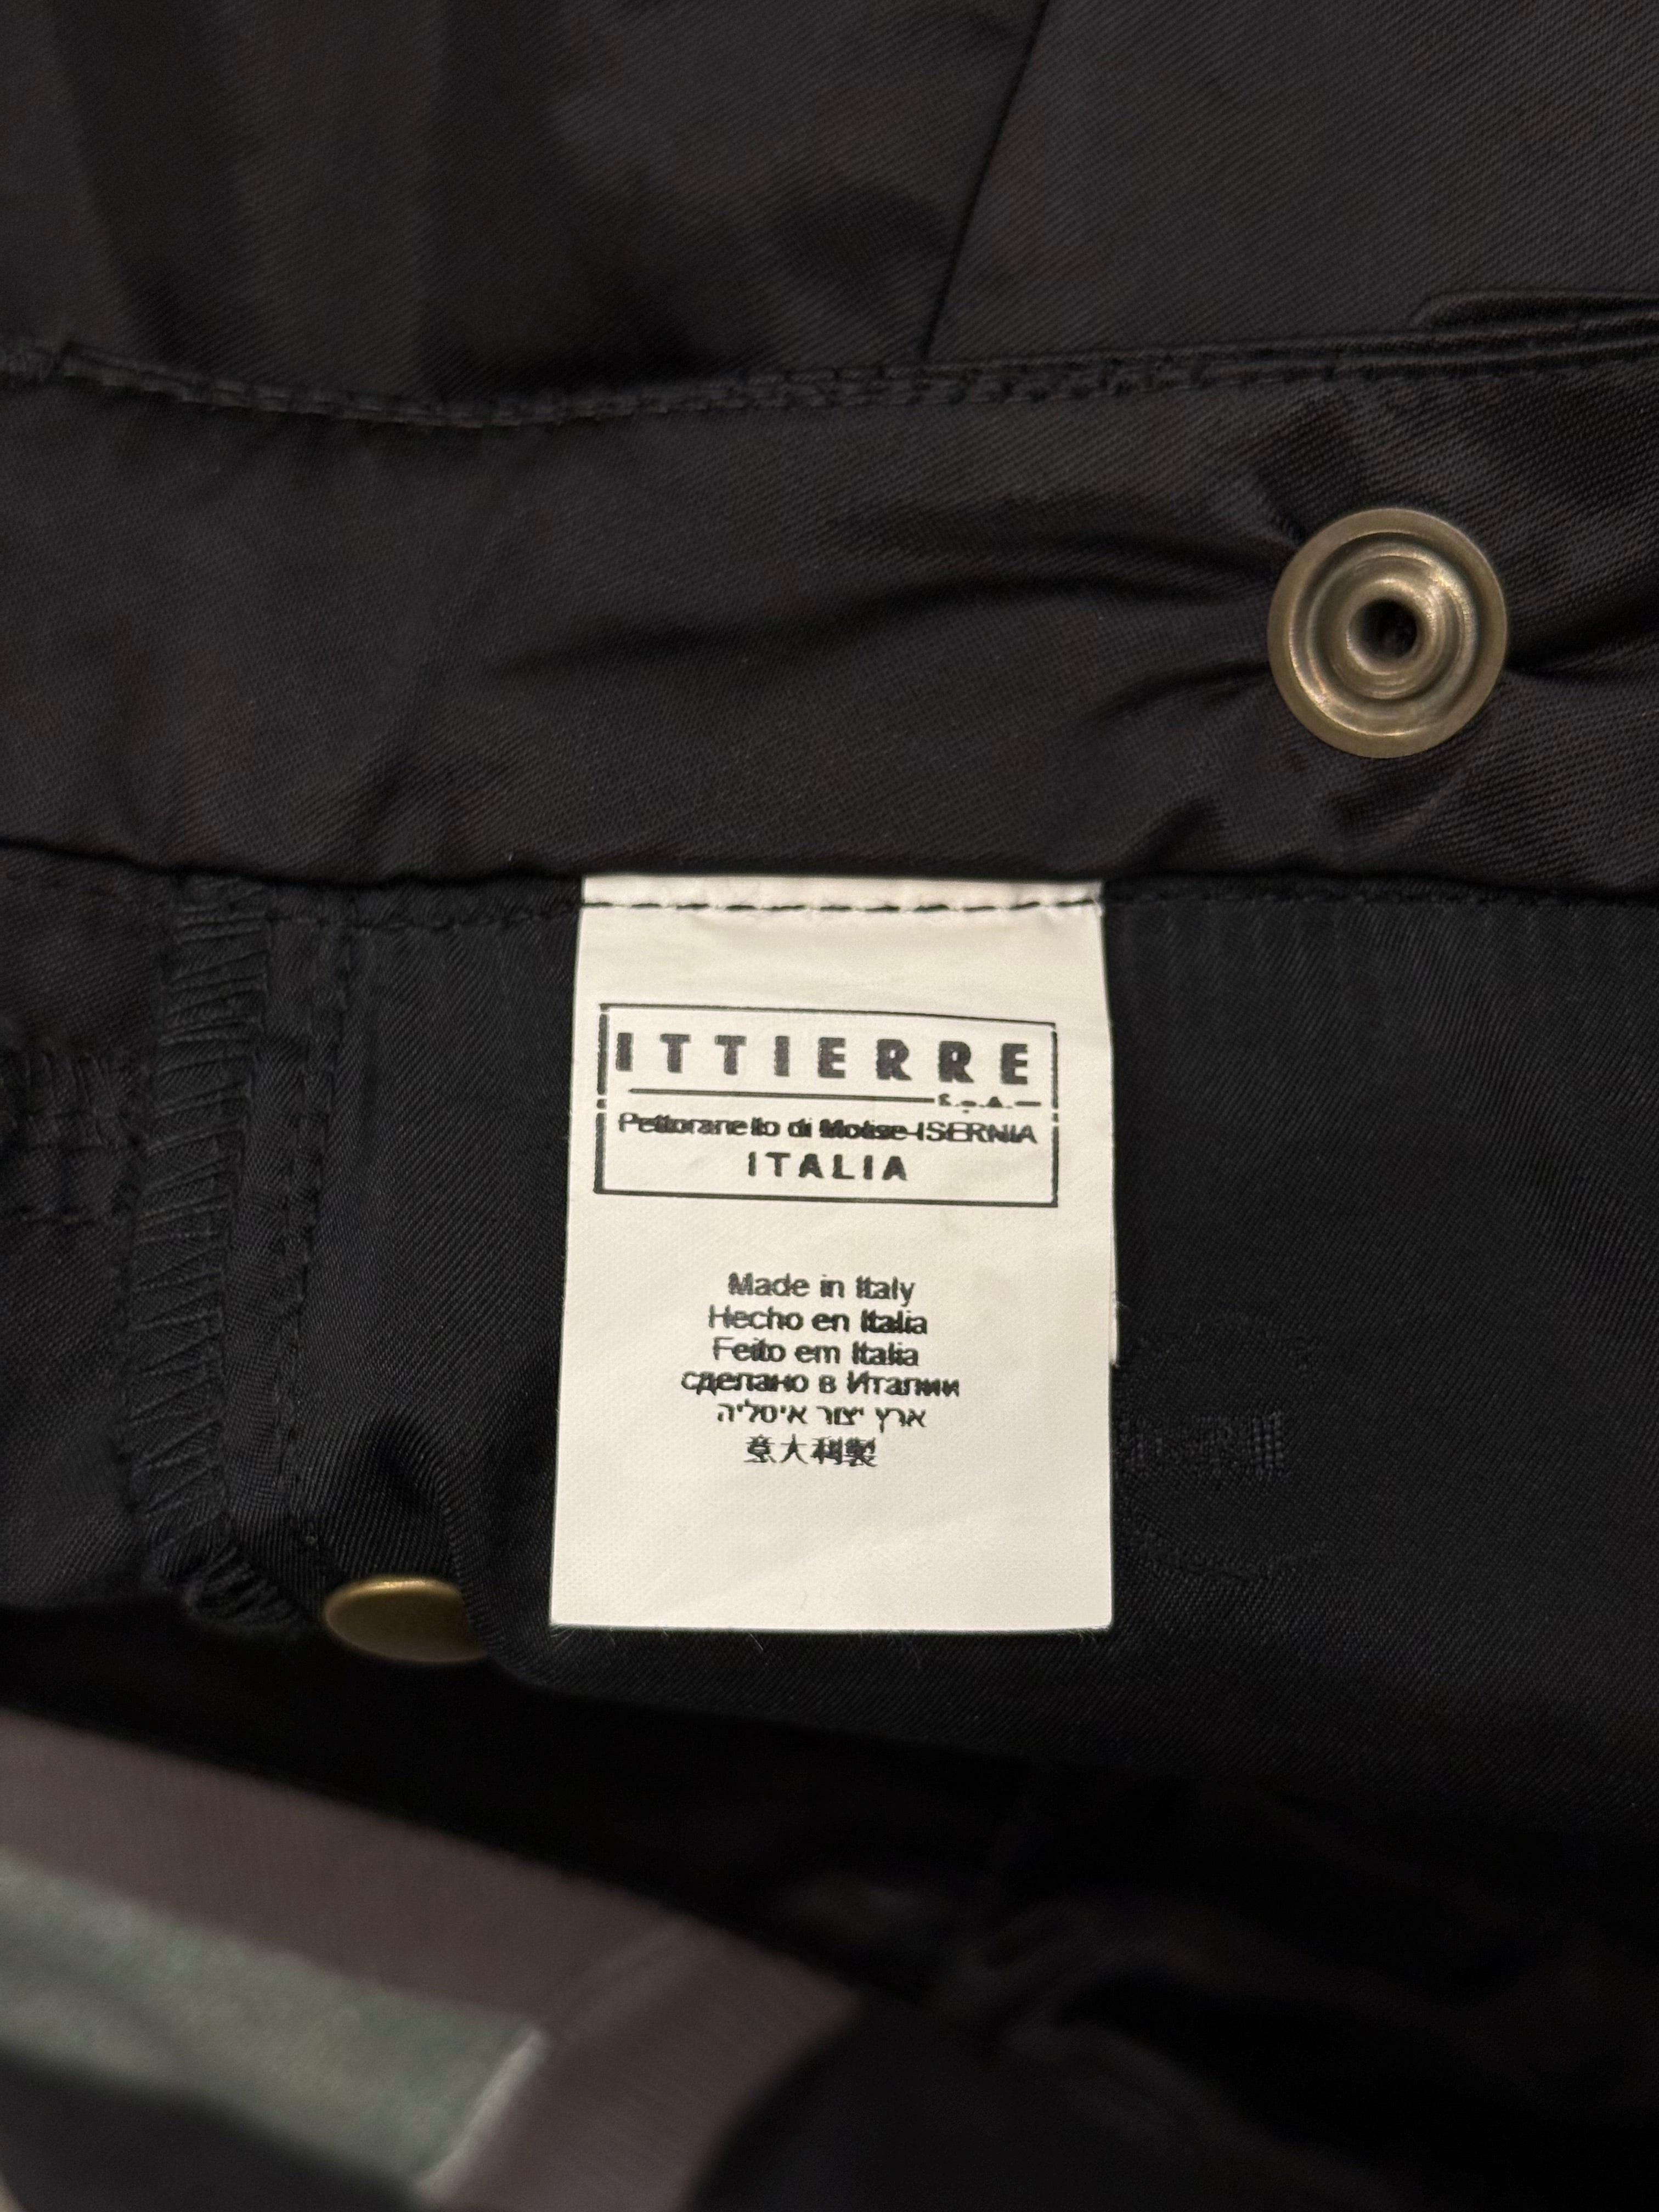 ITTIERRE
S.p.A.
Pettoranello di Molise-ISERNIA
ITALIA
Made in Italy
Hecho en Italia
Feito em Italia
сделано в Италии
ארץ יצור איטליה
意大利製